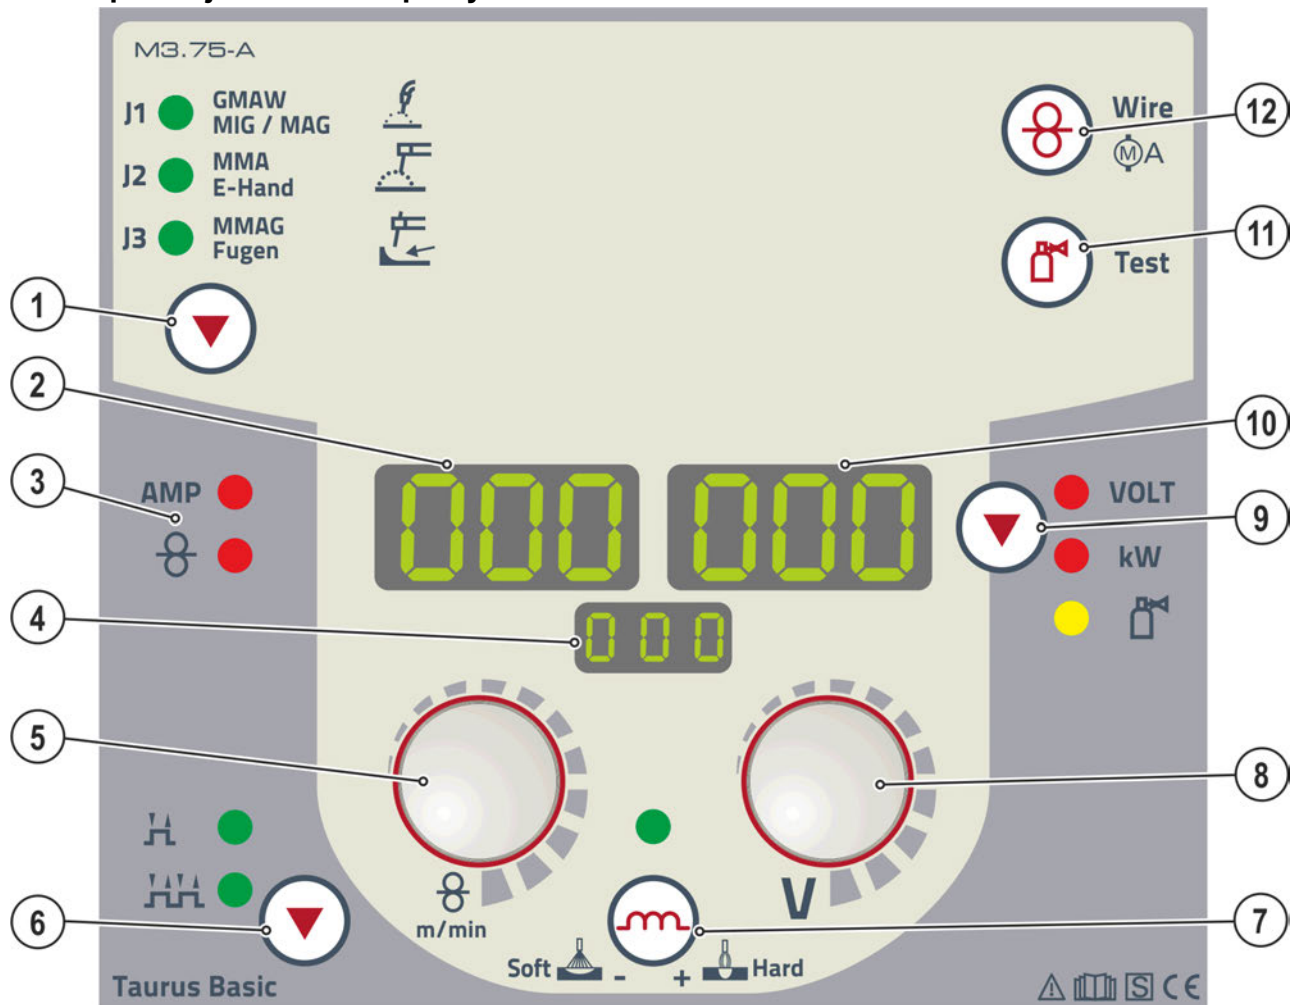 M3.75-A
J1 GMAW
MIG / MAG
J2 MMA
E-Hand
J3 MMAG
Fugen
Wire
M A
Test
12
11
1
2
10
3
AMP
000
000
VOLT
9
kW
4
000
5
8
m/min
V
6
7
Soft - + Hard
Taurus Basic
S CE